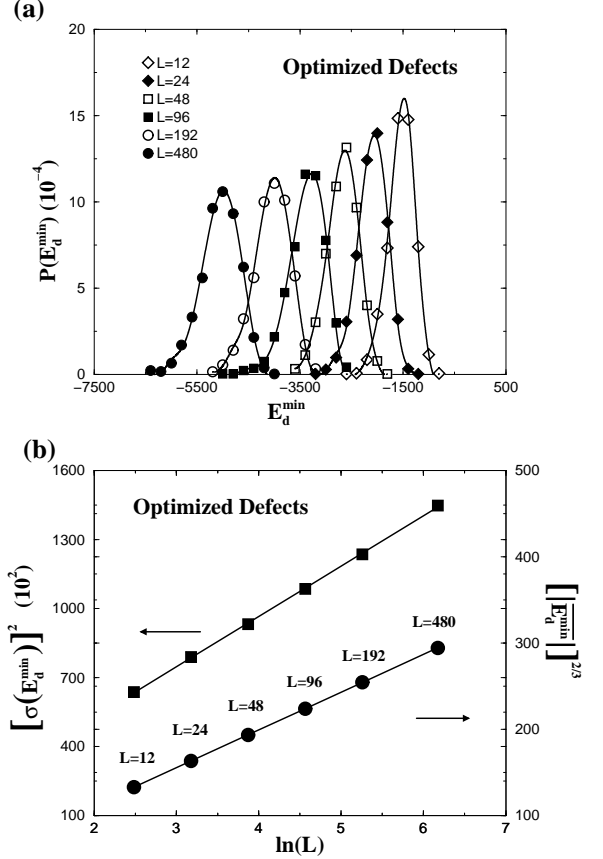 (a)
20
15
10
5
0
P(E_d^min) (10^-4)
L=12
L=24
L=48
L=96
L=192
L=480
Optimized Defects
-7500 -5500 -3500 -1500 500
E_d^min
(b)
1600
1300
1000
700
400
100
[σ(E_d^min)]^2 (10^2)
Optimized Defects
500
400
300
200
100
[|E_d^min|]^2/3
L=12
L=24
L=48
L=96
L=192
L=480
2 3 4 5 6 7
ln(L)